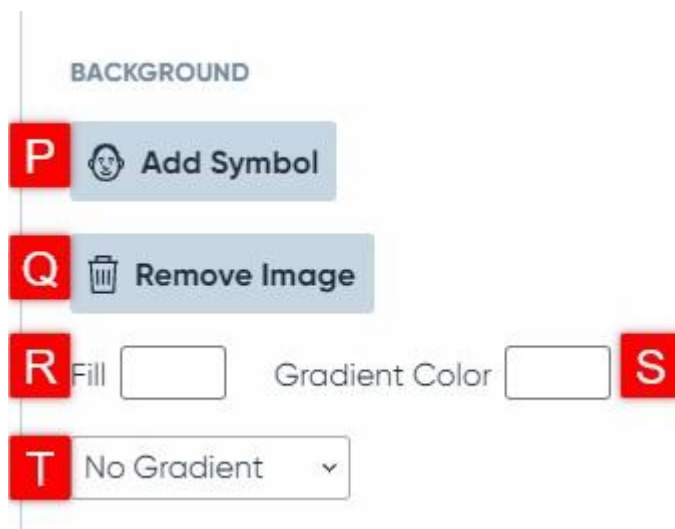 BACKGROUND
P Add Symbol
Q Remove Image
R Fill Gradient Color S
T No Gradient